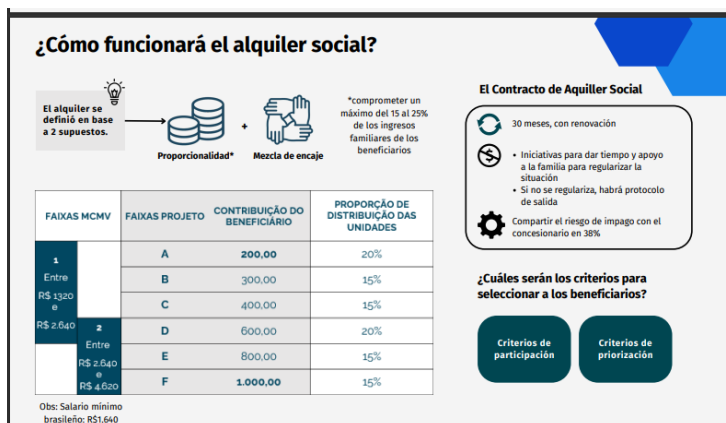 ¿Cómo funcionará el alquiler social?
El alquiler se
definió en base
a 2 supuestos.
Proporcionalidad*
+
Mezcla de encaje
*comprometer un
máximo del 15 al 25%
de los ingresos
familiares de los
beneficiarios
FAIXAS MCMV
FAIXAS PROJETO
CONTRIBUIÇÃO DO
BENEFICIÁRIO
PROPORÇÃO DE
DISTRIBUIÇÃO DAS
UNIDADES
1
Entre
R$ 1320
e
R$ 2.640
2
Entre
R$ 2.640
e
R$ 4.620
A 200,00 20%
B 300,00 15%
C 400,00 15%
D 600,00 20%
E 800,00 15%
F 1.000,00 15%
Obs: Salario mínimo
brasileño: R$1.640
El Contracto de Aquiller Social
30 meses, con renovación
$
• Iniciativas para dar tiempo y apoyo
a la familia para regularizar la
situación
• Si no se regulariza, habrá protocolo
de salida
Compartir el riesgo de impago con el
concesionario en 38%
¿Cuáles serán los criterios para
seleccionar a los beneficiarios?
Criterios de
participación
Criterios de
priorización